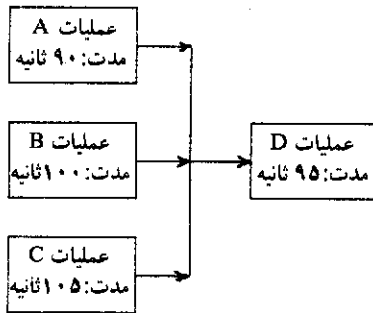 عملیات A
مدت: ۹۰ ثانیه
عملیات B
مدت: ۱۰۰ ثانیه
عملیات D
مدت: ۹۵ ثانیه
عملیات C
مدت: ۱۰۵ ثانیه